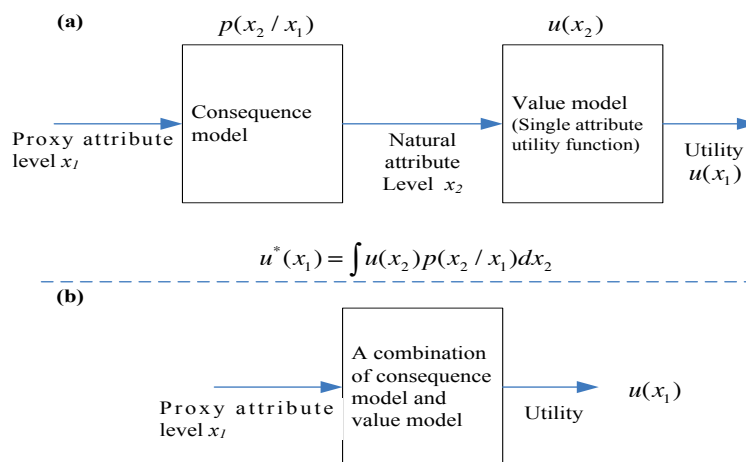 (a)
p(x₂ / x₁)
u(x₂)
Proxy attribute
level x₁
Consequence
model
Natural
attribute
Level x₂
Value model
(Single attribute
utility function)
Utility
u(x₁)
u*(x₁) = ∫ u(x₂) p(x₂ / x₁) dx₂
(b)
Proxy attribute
level x₁
A combination
of consequence
model and
value model
Utility
u(x₁)